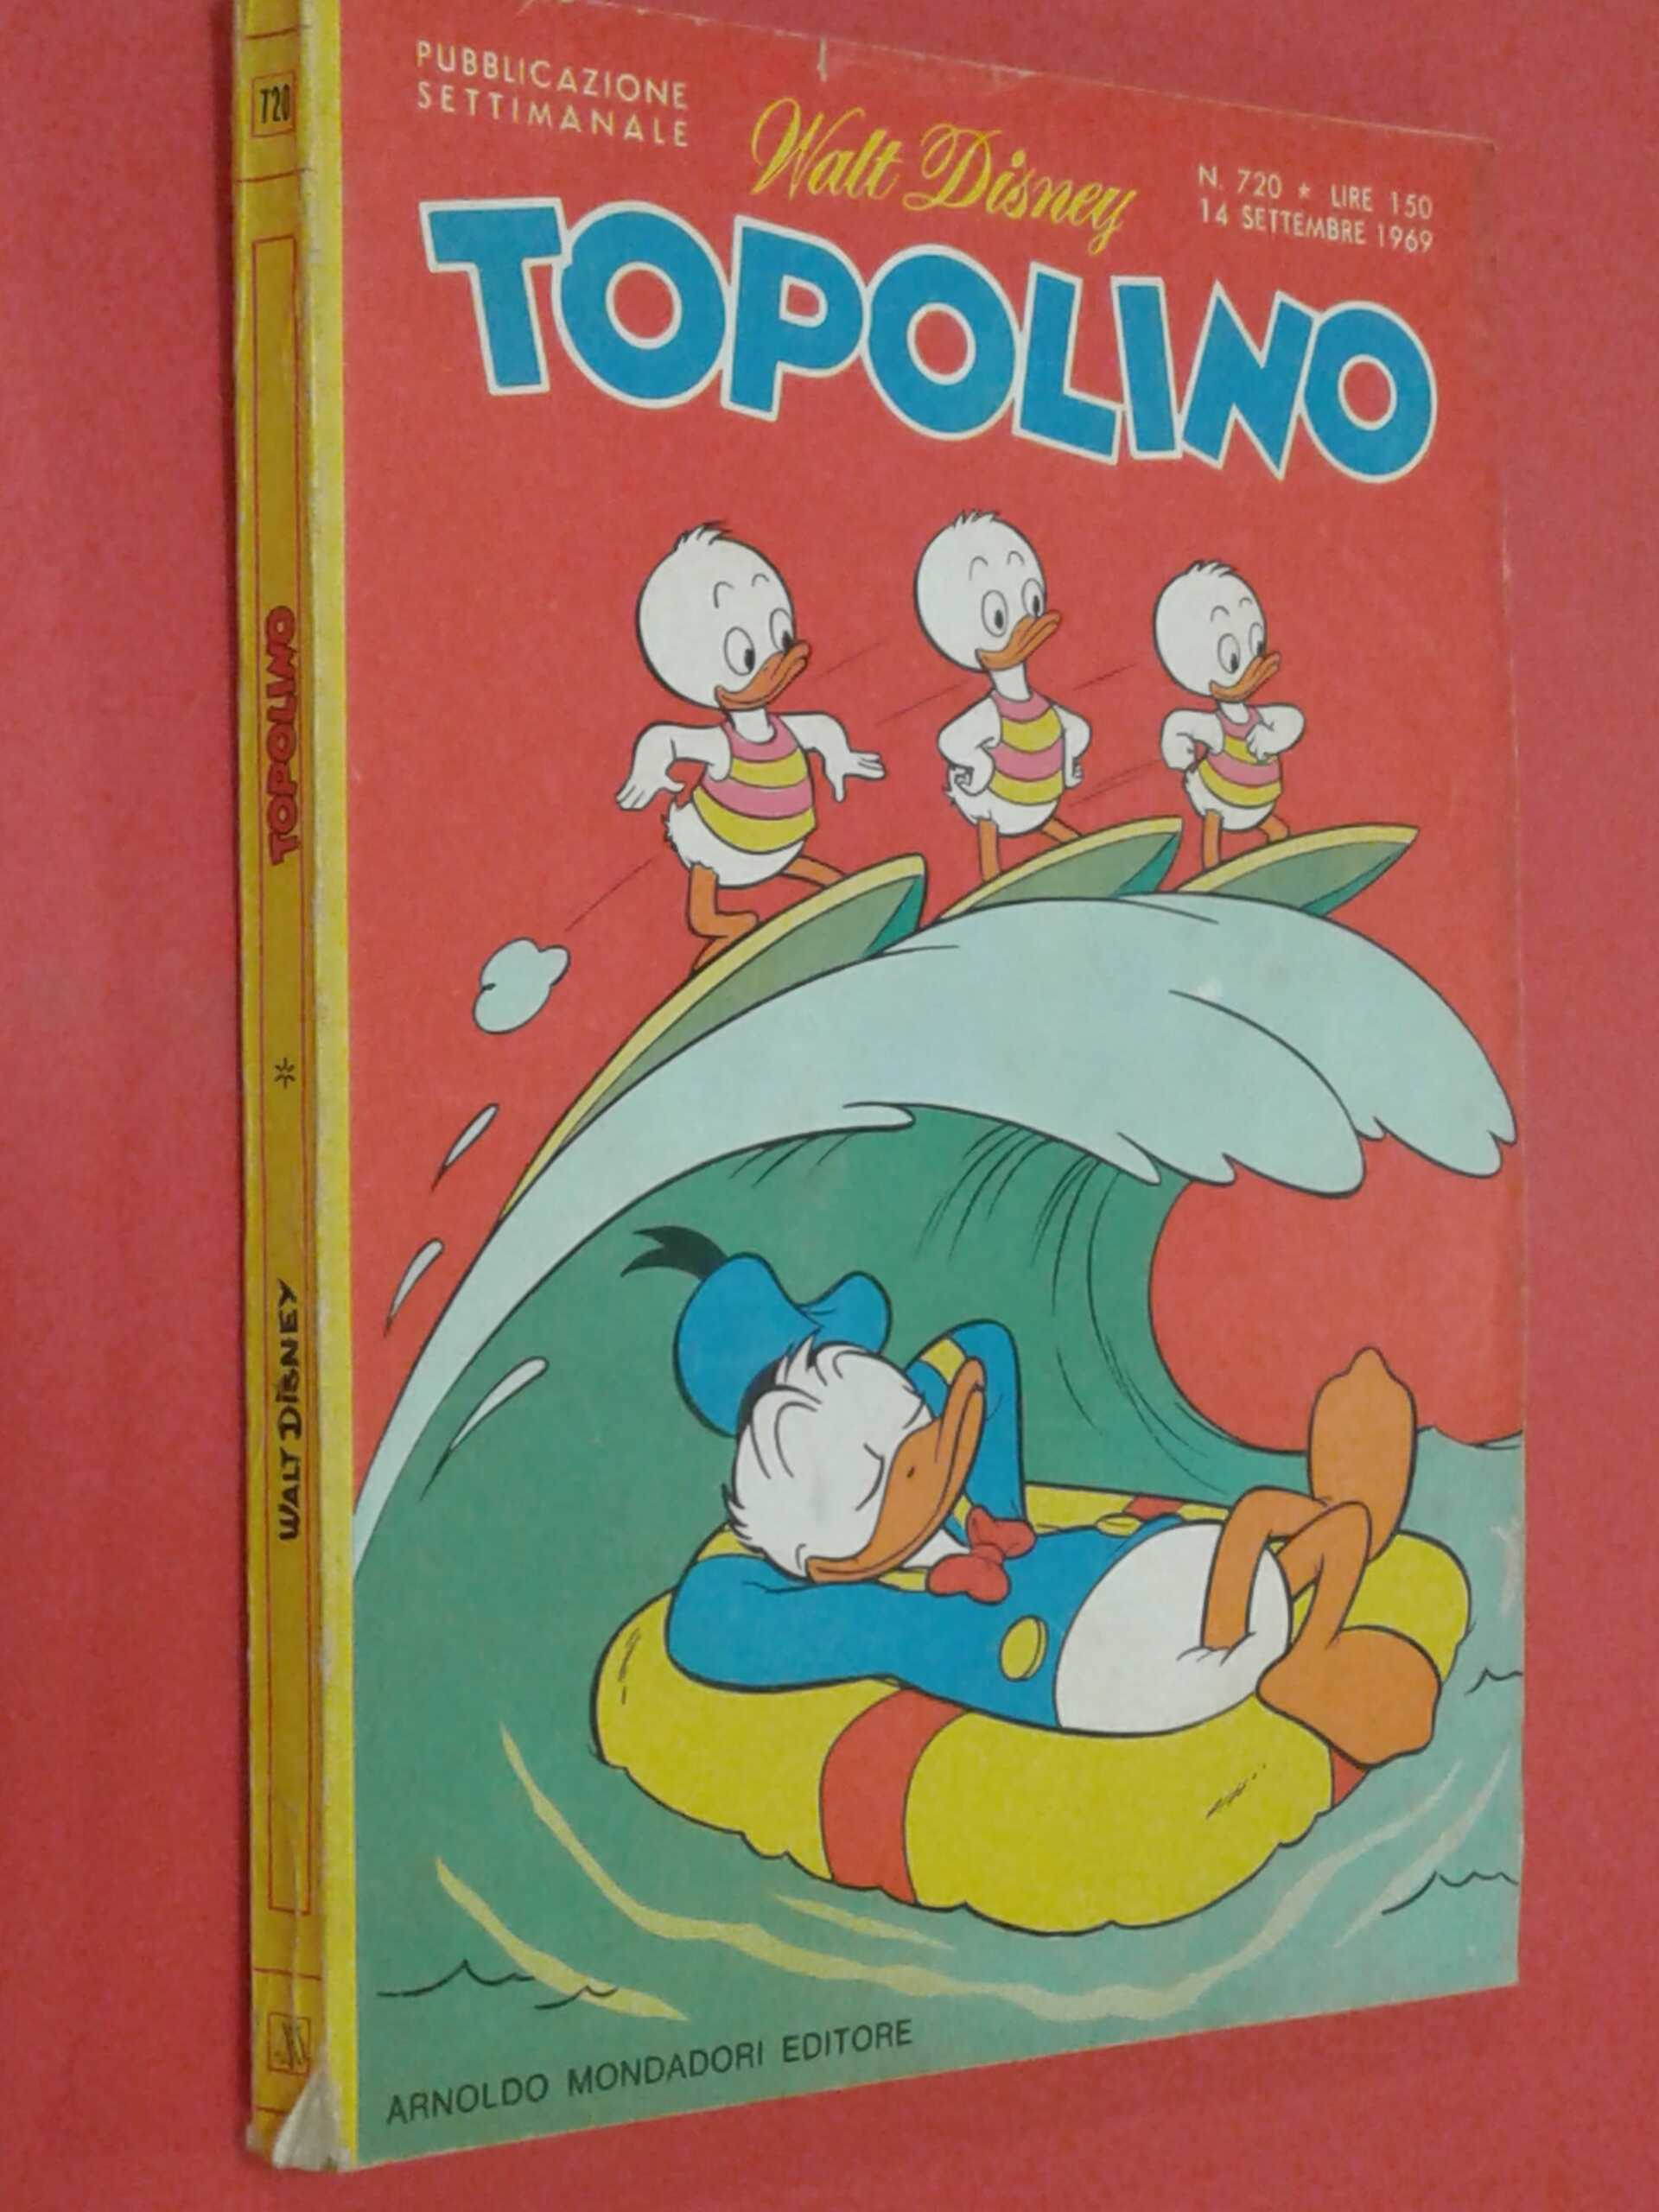 PUBBLICAZIONE
SETTIMANALE
Walt Disney
N. 720 * LIRE 150
14 SETTEMBRE 1969
TOPOLINO
ARNOLDO MONDADORI EDITORE
720
TOPOLINO
*
WALT DISNEY